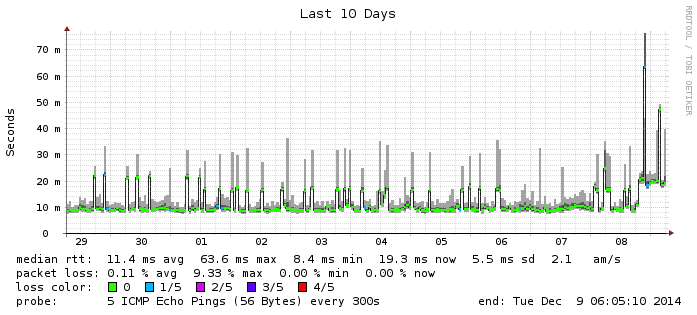 Last 10 Days
RRDTOOL / TOBI OETIKER
Seconds
70 m
60 m
50 m
40 m
30 m
20 m
10 m
0
29 30 01 02 03 04 05 06 07 08
median rtt: 11.4 ms avg 63.6 ms max 8.4 ms min 19.3 ms now 5.5 ms sd 2.1 am/s
packet loss: 0.11 % avg 9.33 % max 0.00 % min 0.00 % now
loss color: 0 1/5 2/5 3/5 4/5
probe: 5 ICMP Echo Pings (56 Bytes) every 300s end: Tue Dec 9 06:05:10 2014